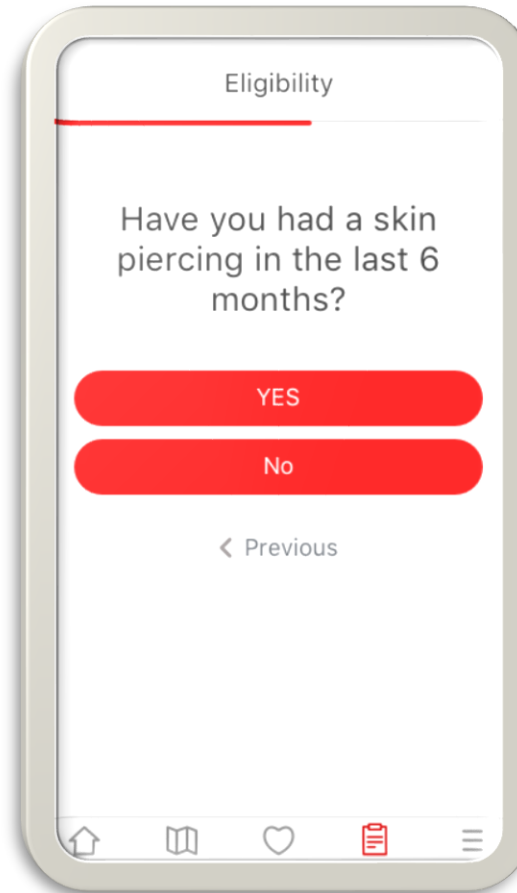 Eligibility
Have you had a skin
piercing in the last 6
months?
YES
No
Previous